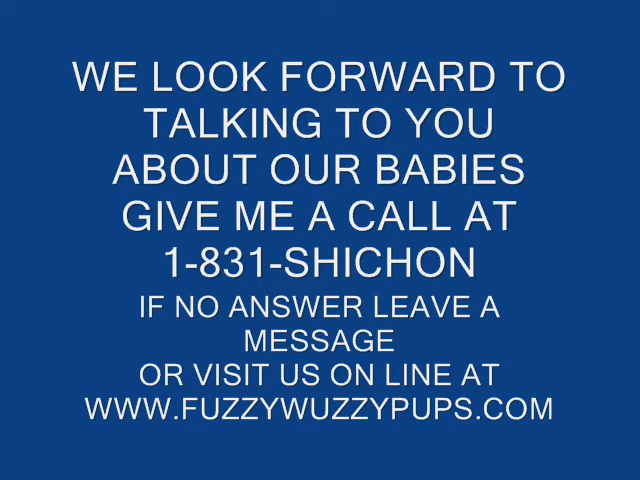 WE LOOK FORWARD TO
TALKING TO YOU
ABOUT OUR BABIES
GIVE ME A CALL AT
1-831-SHICHON
IF NO ANSWER LEAVE A
MESSAGE
OR VISIT US ON LINE AT
WWW.FUZZYWUZZYPUPS.COM